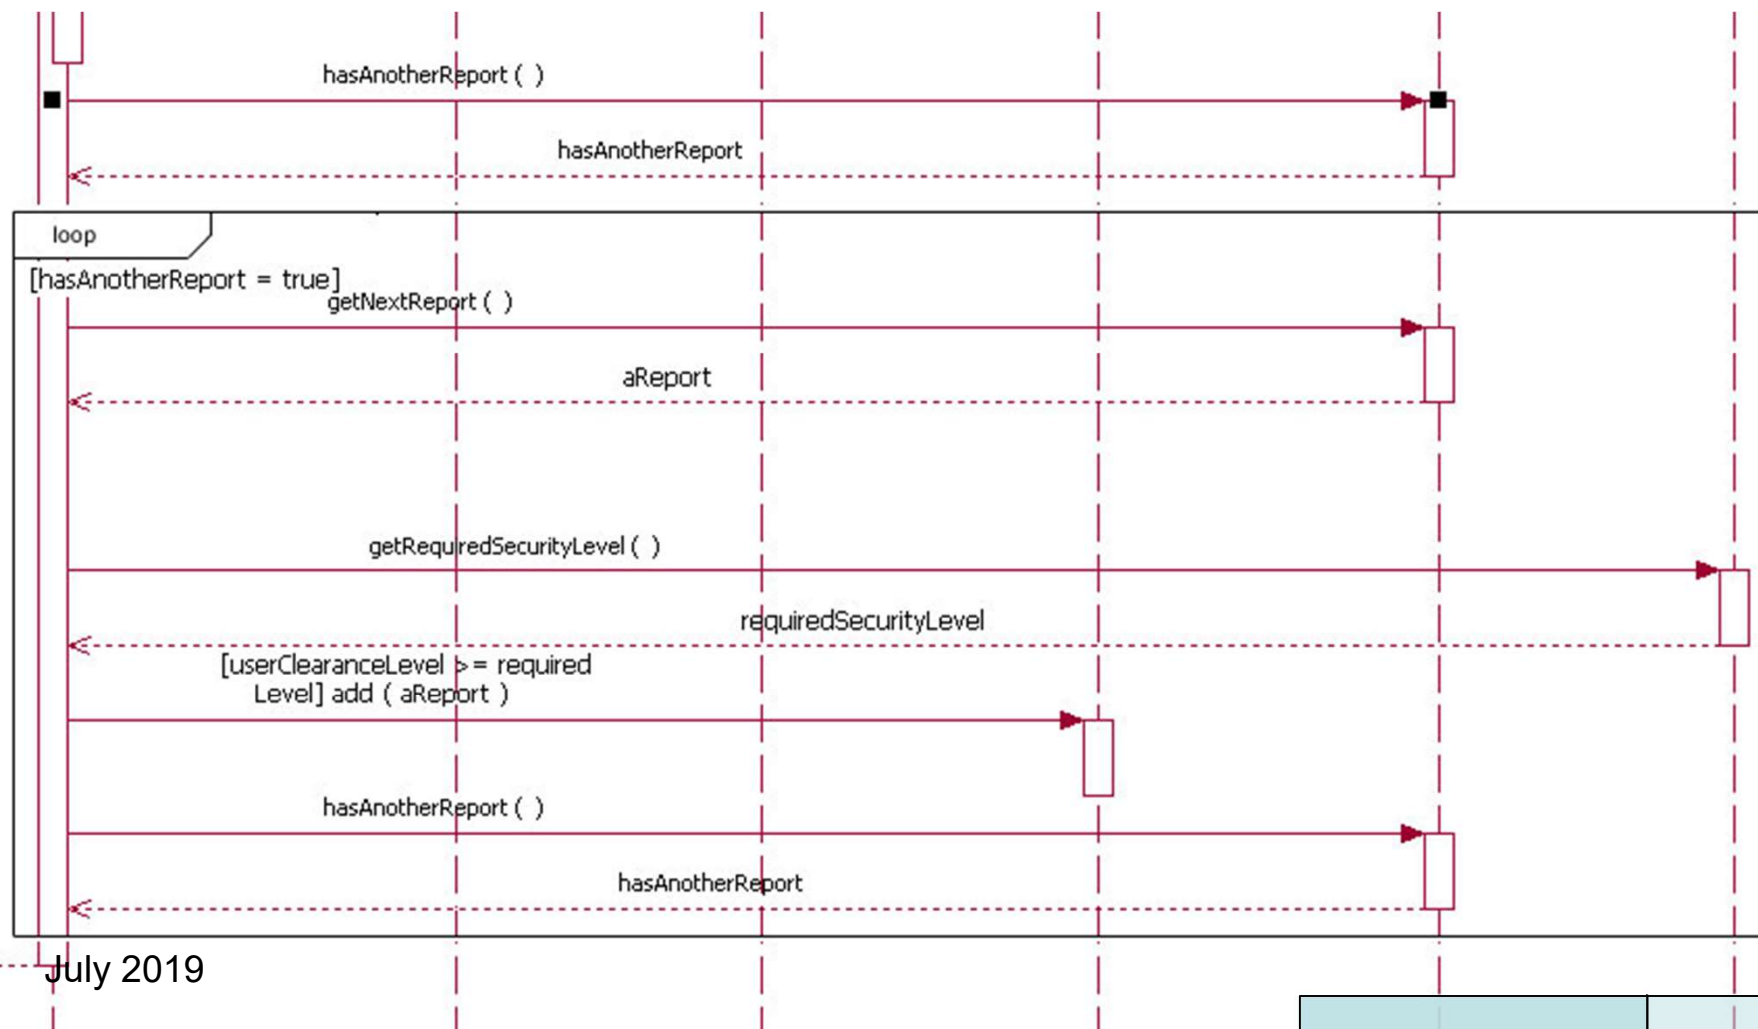 hasAnotherReport ( )
hasAnotherReport
loop
[hasAnotherReport = true]
getNextReport ( )
aReport
getRequiredSecurityLevel ( )
requiredSecurityLevel
[userClearanceLevel >= required
Level] add ( aReport )
hasAnotherReport ( )
hasAnotherReport
July 2019